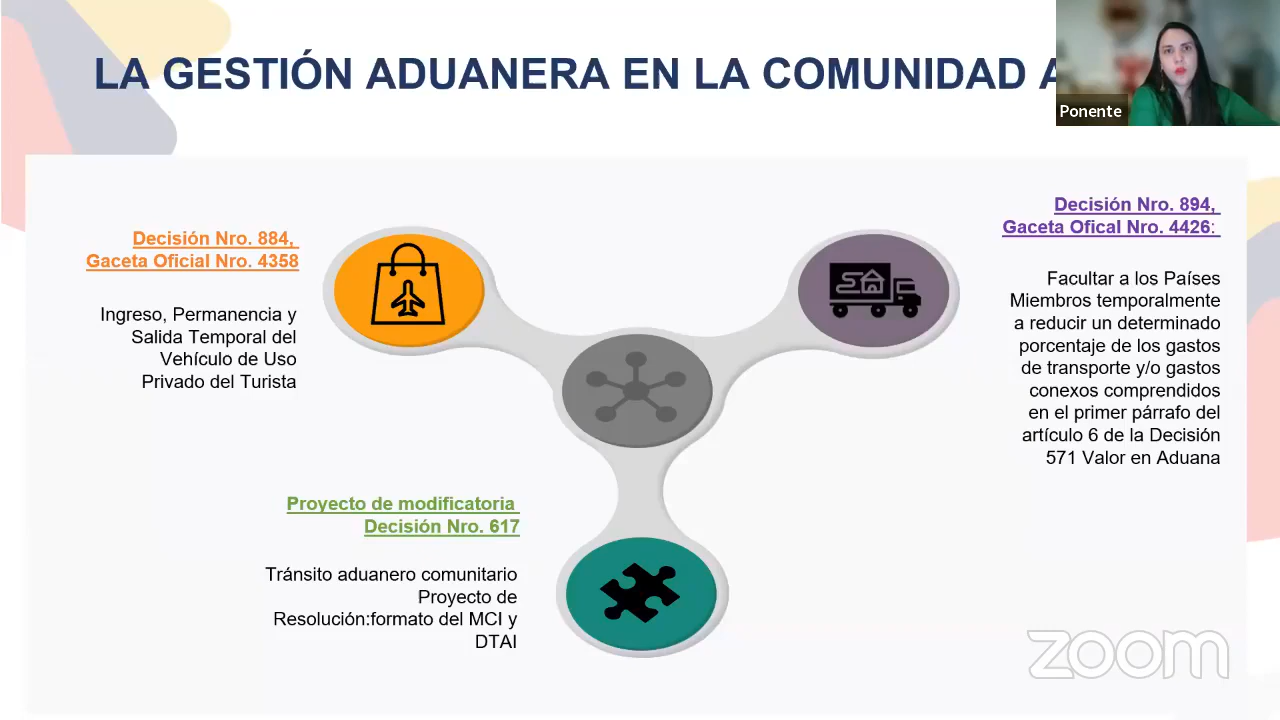 LA GESTIÓN ADUANERA EN LA COMUNIDAD A
Ponente
Decisión Nro. 884,
Gaceta Oficial Nro. 4358
Ingreso, Permanencia y
Salida Temporal del
Vehículo de Uso
Privado del Turista
Decisión Nro. 894,
Gaceta Ofical Nro. 4426:
Facultar a los Países
Miembros temporalmente
a reducir un determinado
porcentaje de los gastos
de transporte y/o gastos
conexos comprendidos
en el primer párrafo del
artículo 6 de la Decisión
571 Valor en Aduana
Proyecto de modificatoria
Decisión Nro. 617
Tránsito aduanero comunitario
Proyecto de
Resolución:formato del MCI y
DTAI
zoom